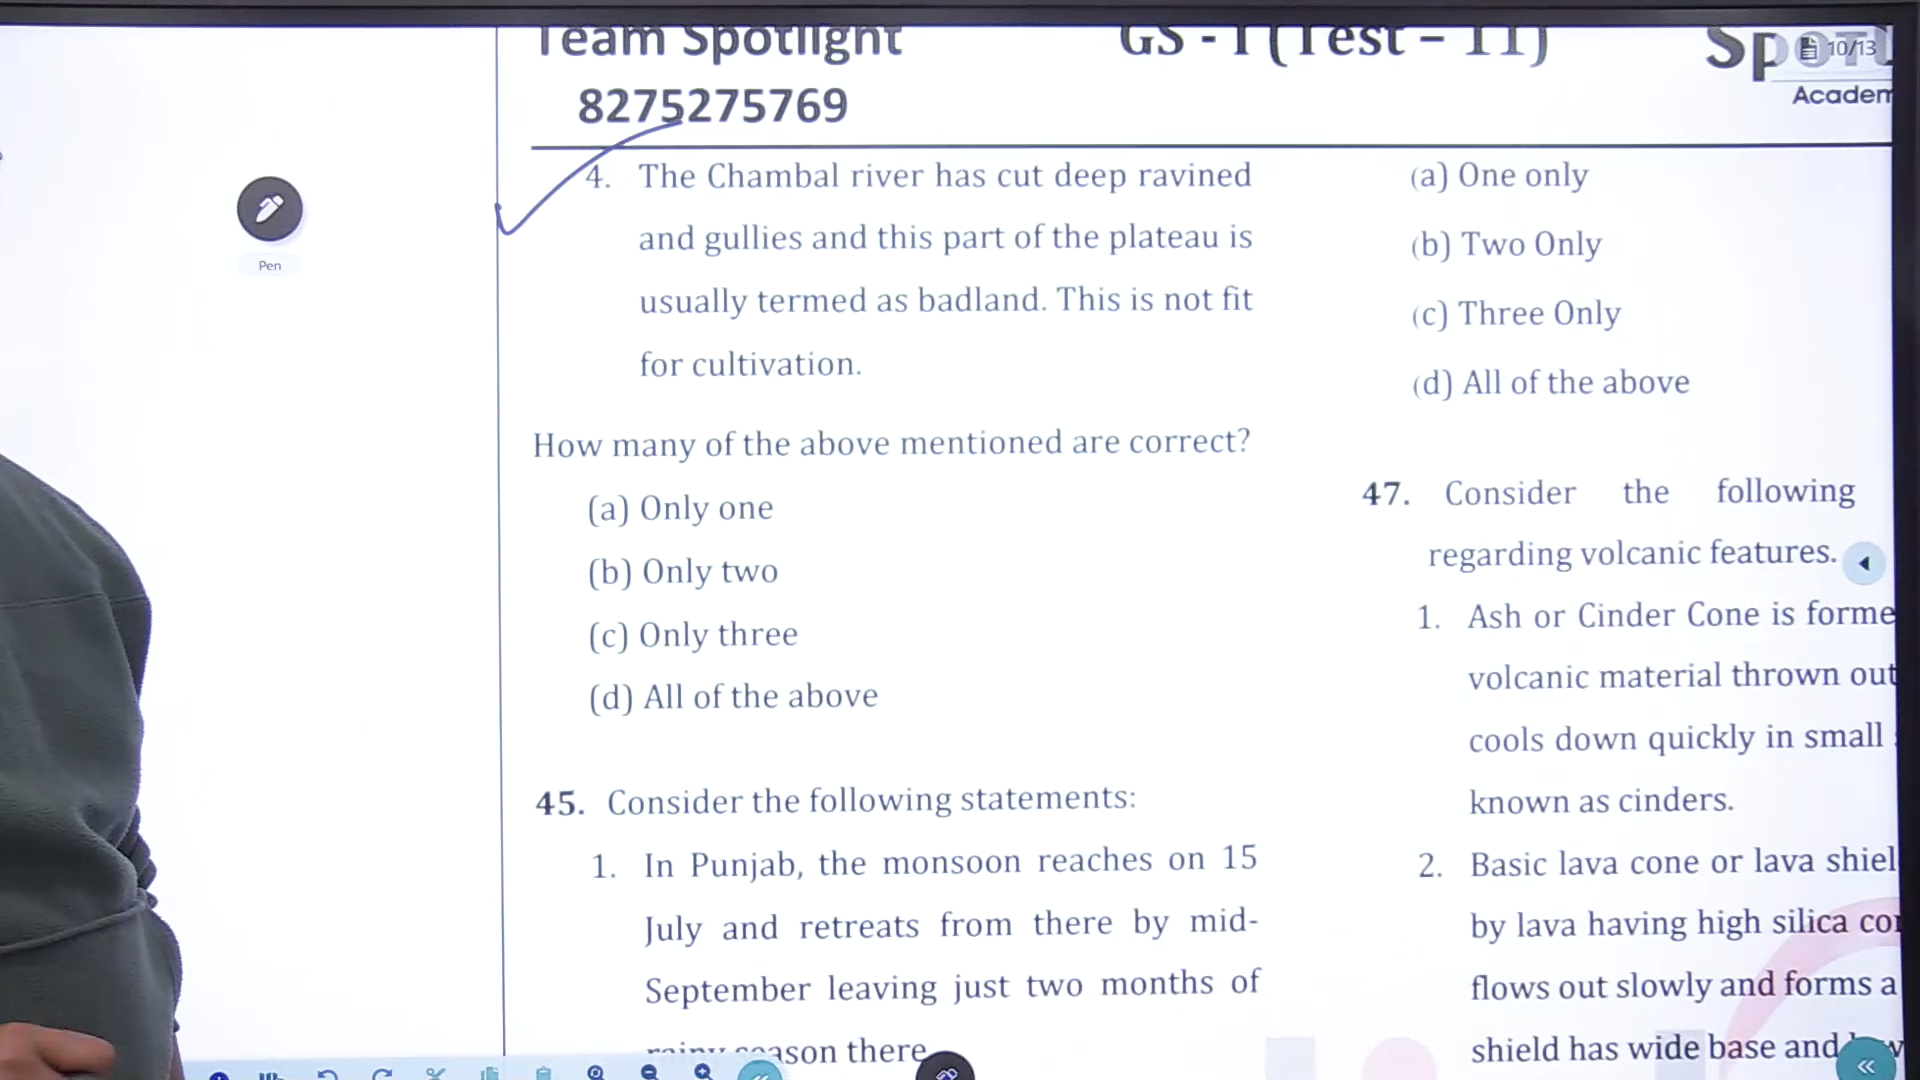 Team Spotlight
GS - 1 (Test – 11)
10/13
8275275769
Academ
4. The Chambal river has cut deep ravined
and gullies and this part of the plateau is
usually termed as badland. This is not fit
for cultivation.
How many of the above mentioned are correct?
(a) Only one
(b) Only two
(c) Only three
(d) All of the above
45. Consider the following statements:
1. In Punjab, the monsoon reaches on 15
July and retreats from there by mid-
September leaving just two months of
rainy season there
(a) One only
(b) Two Only
(c) Three Only
(d) All of the above
47. Consider the following
regarding volcanic features.
1. Ash or Cinder Cone is forme
volcanic material thrown out
cools down quickly in small
known as cinders.
2. Basic lava cone or lava shiel
by lava having high silica con
flows out slowly and forms a
shield has wide base and
Pen